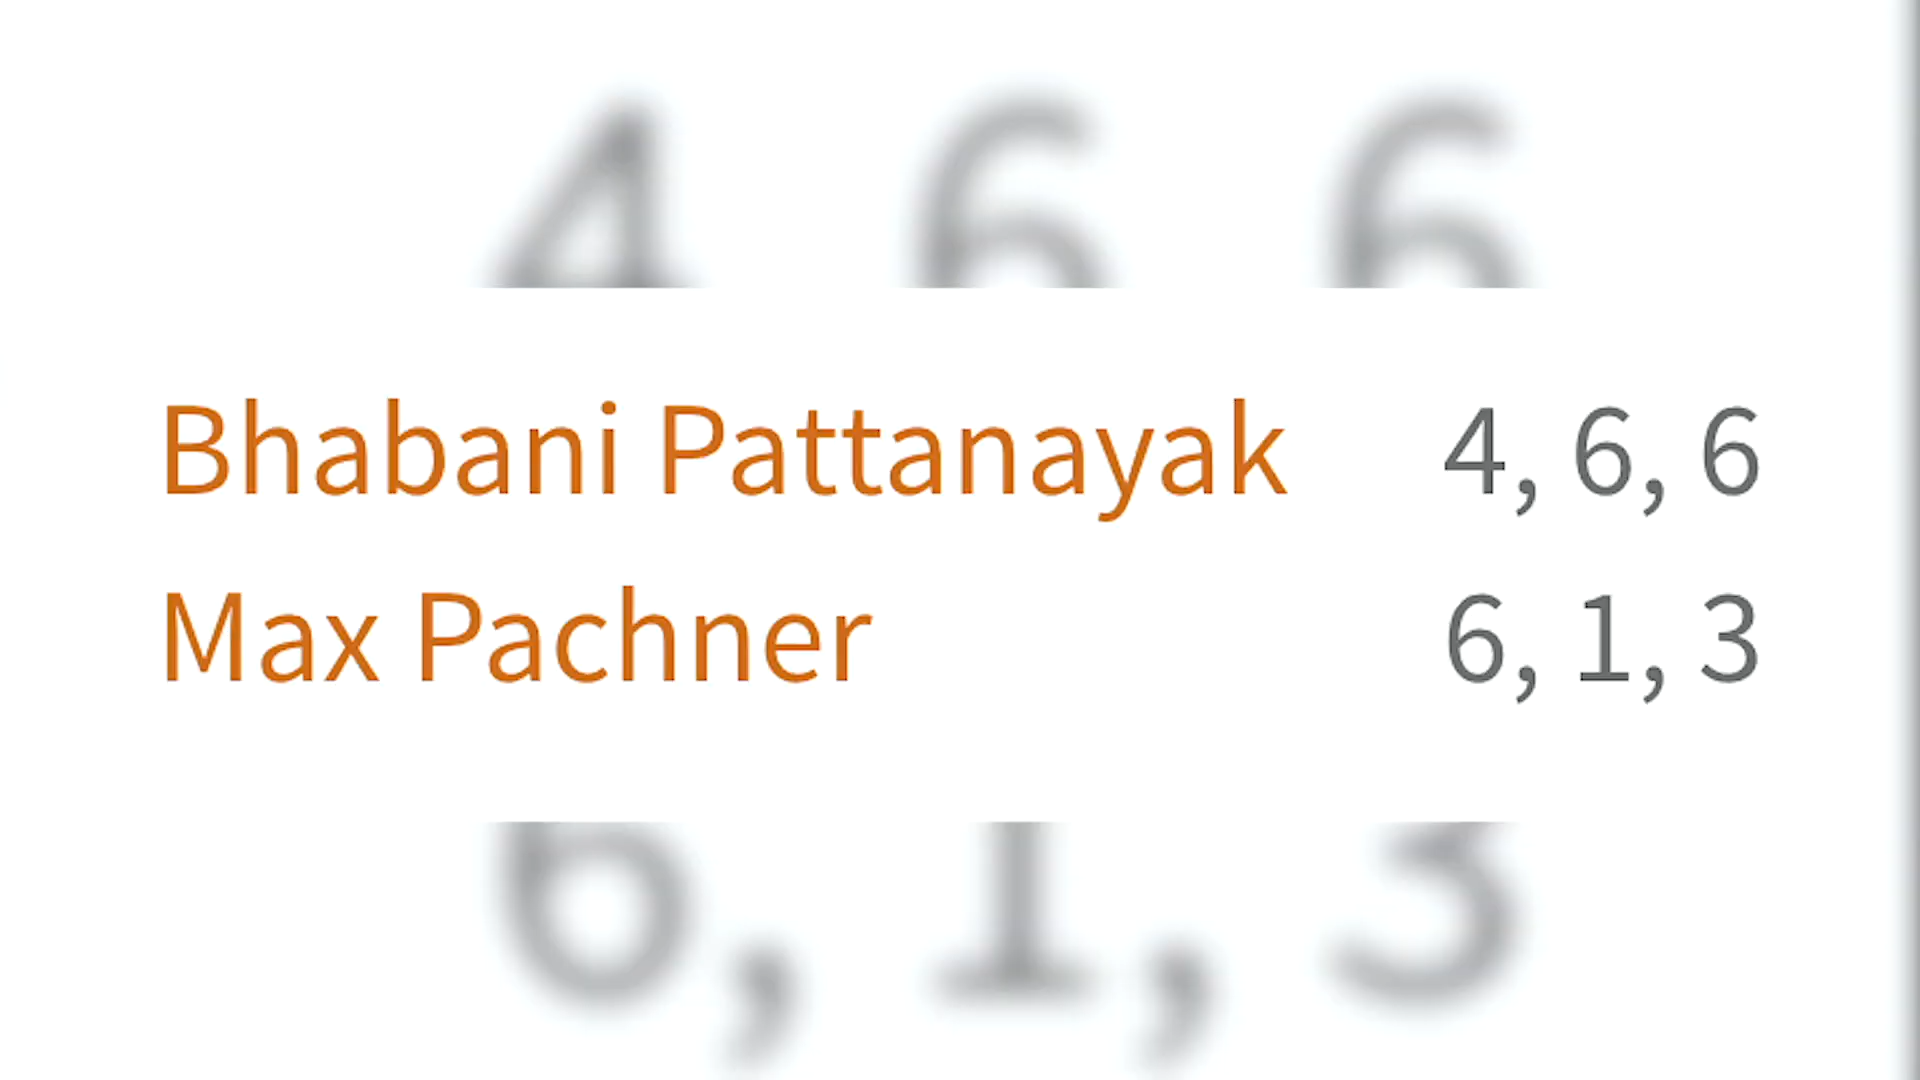 4 6 6
Bhabani Pattanayak 4, 6, 6
Max Pachner 6, 1, 3
6, 1, 3